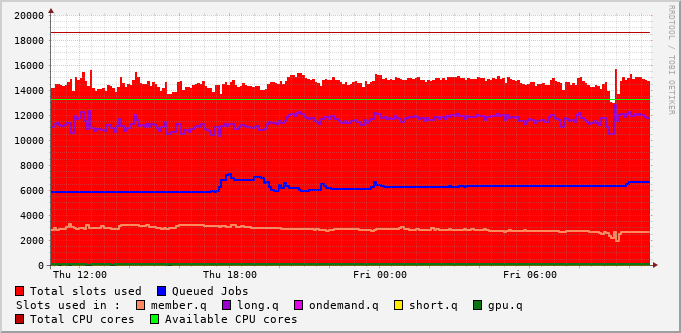 20000
18000
16000
14000
12000
10000
8000
6000
4000
2000
0
Thu 12:00 Thu 18:00 Fri 00:00 Fri 06:00
RRDTOOL / TOBI OETIKER
Total slots used Queued Jobs
Slots used in : member.q long.q ondemand.q short.q gpu.q
Total CPU cores Available CPU cores